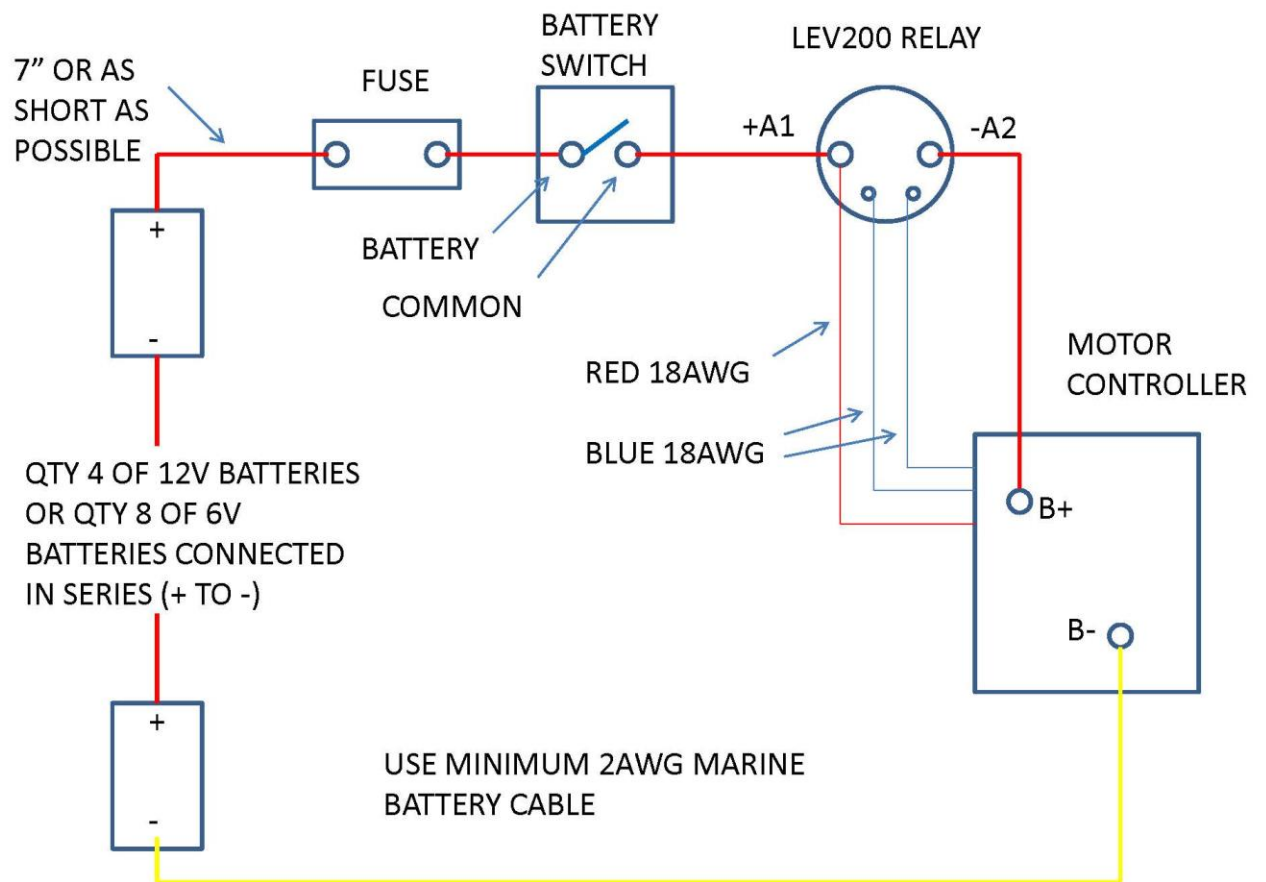 7” OR AS
SHORT AS
POSSIBLE
FUSE
BATTERY
SWITCH
LEV200 RELAY
+A1
-A2
BATTERY
COMMON
+
-
RED 18AWG
BLUE 18AWG
MOTOR
CONTROLLER
B+
B-
QTY 4 OF 12V BATTERIES
OR QTY 8 OF 6V
BATTERIES CONNECTED
IN SERIES (+ TO -)
+
-
USE MINIMUM 2AWG MARINE
BATTERY CABLE